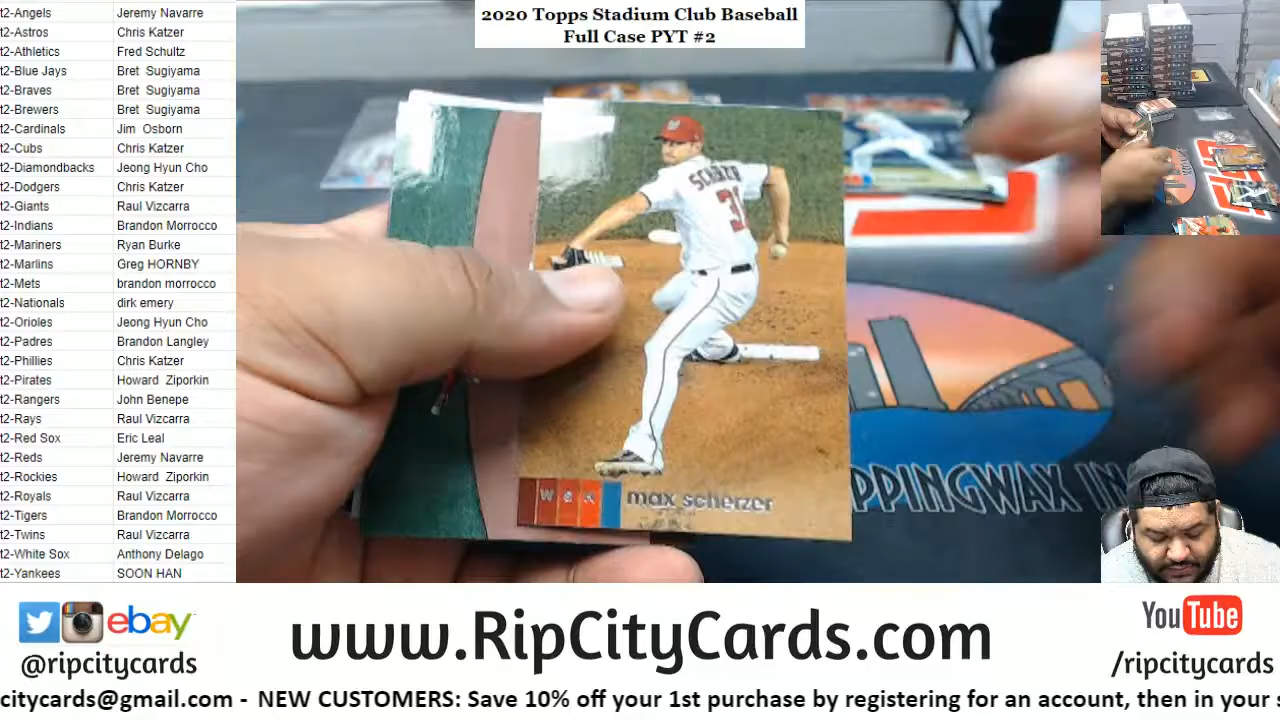 2020 Topps Stadium Club Baseball
Full Case PYT #2
t2-Angels Jeremy Navarre
t2-Astros Chris Katzer
t2-Athletics Fred Schultz
t2-Blue Jays Bret Sugiyama
t2-Braves Bret Sugiyama
t2-Brewers Bret Sugiyama
t2-Cardinals Jim Osborn
t2-Cubs Chris Katzer
t2-Diamondbacks Jeong Hyun Cho
t2-Dodgers Chris Katzer
t2-Giants Raul Vizcarra
t2-Indians Brandon Morrocco
t2-Mariners Ryan Burke
t2-Marlins Greg HORNBY
t2-Mets brandon morrocco
t2-Nationals dirk emery
t2-Orioles Jeong Hyun Cho
t2-Padres Brandon Langley
t2-Phillies Chris Katzer
t2-Pirates Howard Ziporkin
t2-Rangers John Benepe
t2-Rays Raul Vizcarra
t2-Red Sox Eric Leal
t2-Reds Jeremy Navarre
t2-Rockies Howard Ziporkin
t2-Royals Raul Vizcarra
t2-Tigers Brandon Morrocco
t2-Twins Raul Vizcarra
t2-White Sox Anthony Delago
t2-Yankees SOON HAN
31
max scherzer
PPINGWAX IN
ebay
@ripcitycards
www.RipCityCards.com
YouTube
/ripcitycards
citycards@gmail.com - NEW CUSTOMERS: Save 10% off your 1st purchase by registering for an account, then in your s